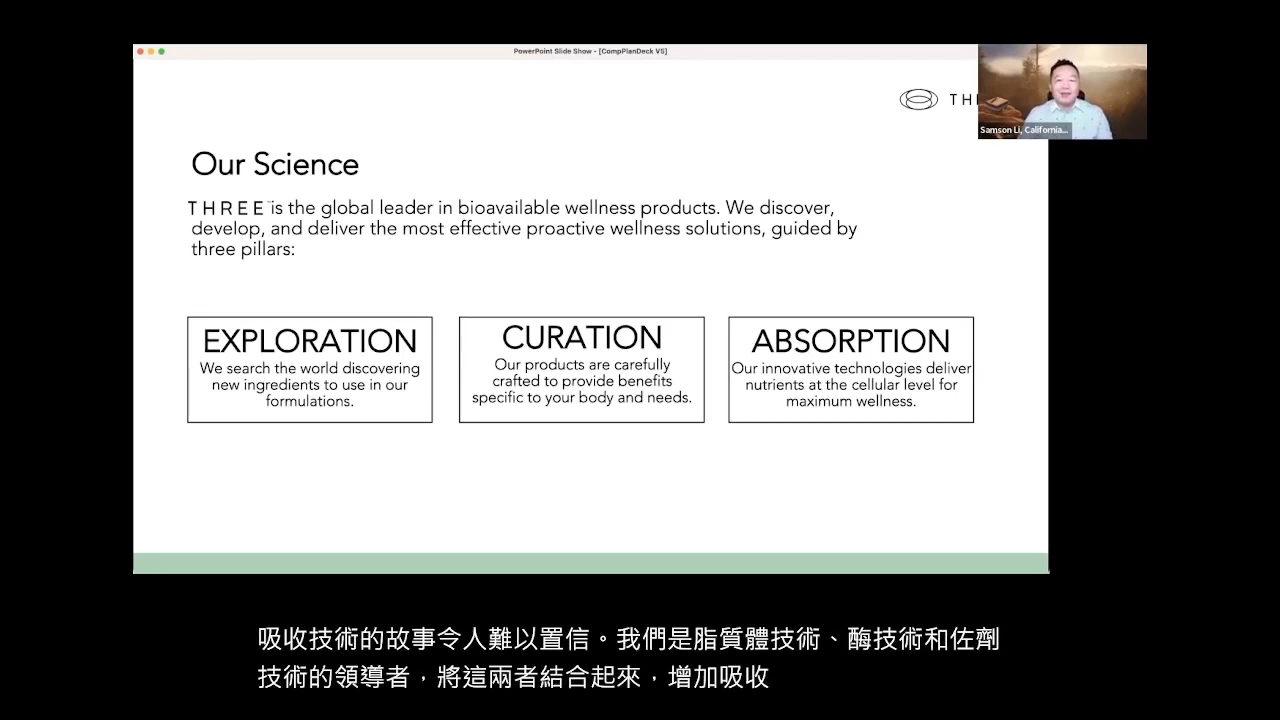 PowerPoint Slide Show - [CompPlanDeck V5]
Samson Li, California...
Our Science
THREE™ is the global leader in bioavailable wellness products. We discover,
develop, and deliver the most effective proactive wellness solutions, guided by
three pillars:
EXPLORATION
We search the world discovering
new ingredients to use in our
formulations.
CURATION
Our products are carefully
crafted to provide benefits
specific to your body and needs.
ABSORPTION
Our innovative technologies deliver
nutrients at the cellular level for
maximum wellness.
吸收技術的故事令人難以置信。我們是脂質體技術、酶技術和佐劑
技術的領導者，將這兩者結合起來，增加吸收